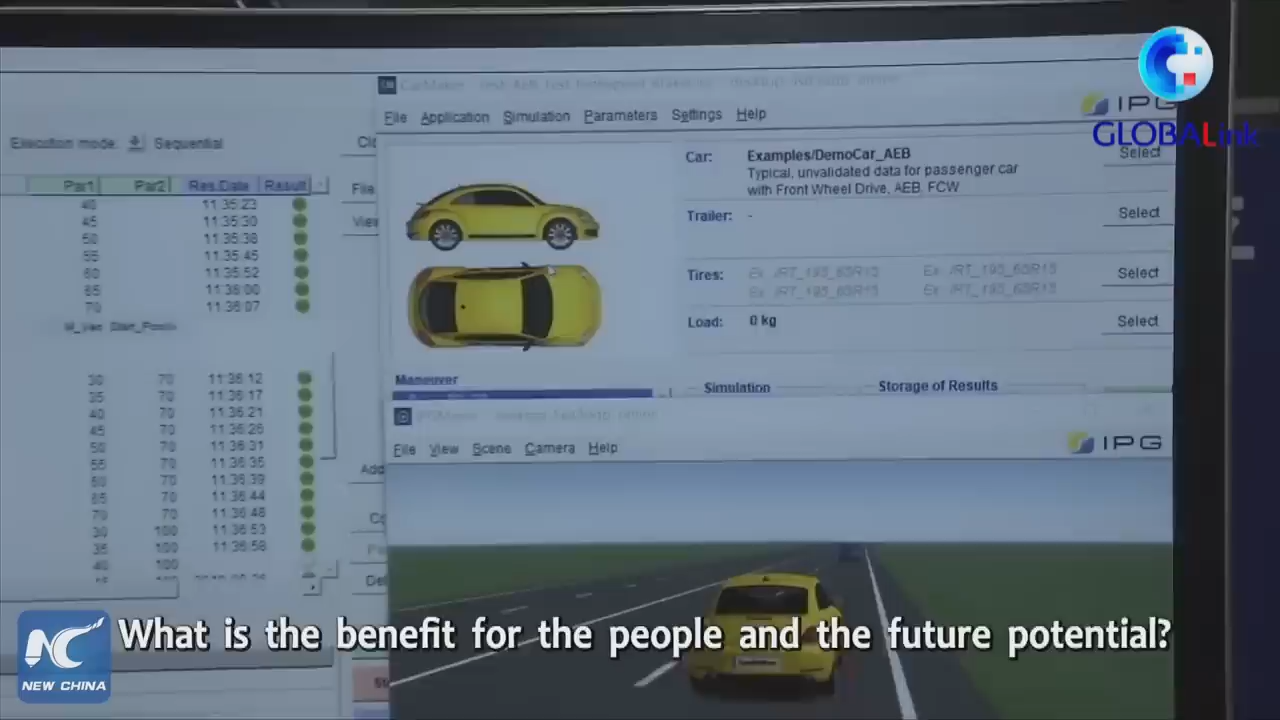 GLOBALink
CarMaker
File Application Simulation Parameters Settings Help
IPG
Execution mode: Sequential
Car: Examples/DemoCar_AEB Select
Typical, unvalidated data for passenger car
with Front Wheel Drive, AEB, FCW
Trailer: - Select
Tires: Select
Load: 0 kg Select
Par1 Par2 Res.Date Result
40 11:35:23
45 11:35:30
50 11:35:38
55 11:35:45
60 11:35:52
65 11:36:00
70 11:36:07
30 70 11:36:12
35 70 11:36:17
40 70 11:36:21
45 70 11:36:26
50 70 11:36:31
55 70 11:36:35
60 70 11:36:39
65 70 11:36:44
70 70 11:36:48
30 100 11:36:53
35 100 11:36:58
40 100
Maneuver
Simulation
Storage of Results
File View Scene Camera Help
IPG
What is the benefit for the people and the future potential?
NC
NEW CHINA